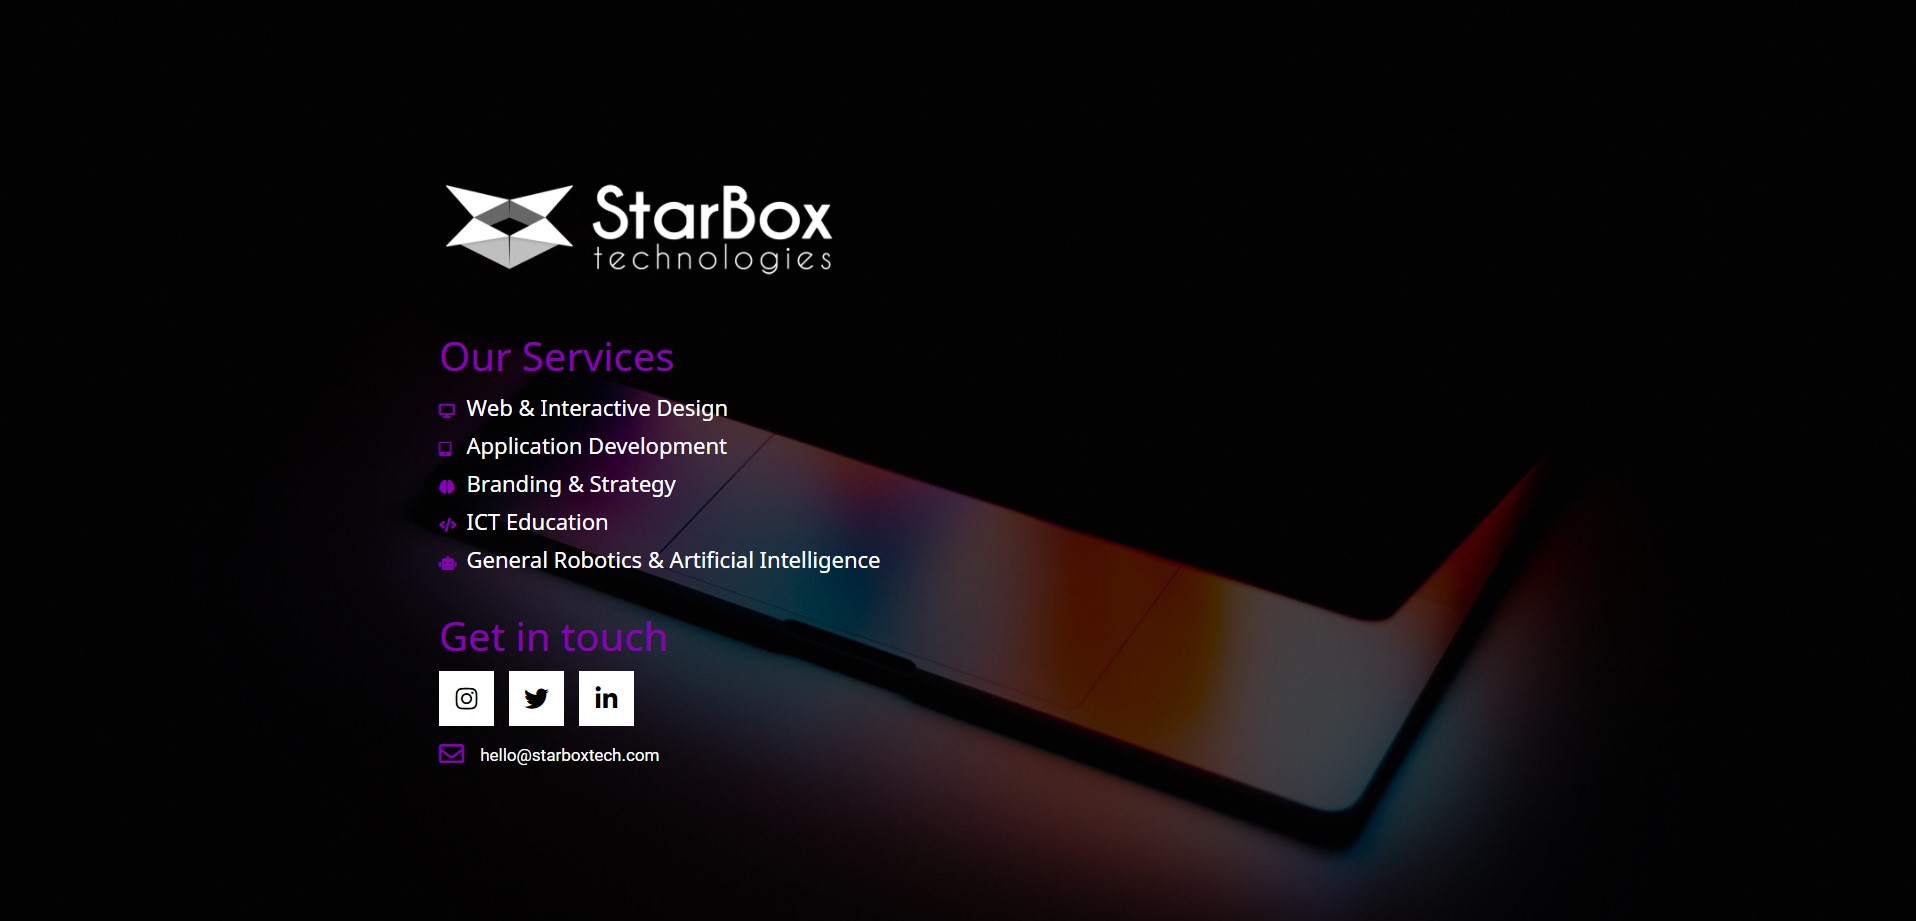 StarBox
technologies
Our Services
Web & Interactive Design
Application Development
Branding & Strategy
ICT Education
General Robotics & Artificial Intelligence
Get in touch
in
hello@starboxtech.com